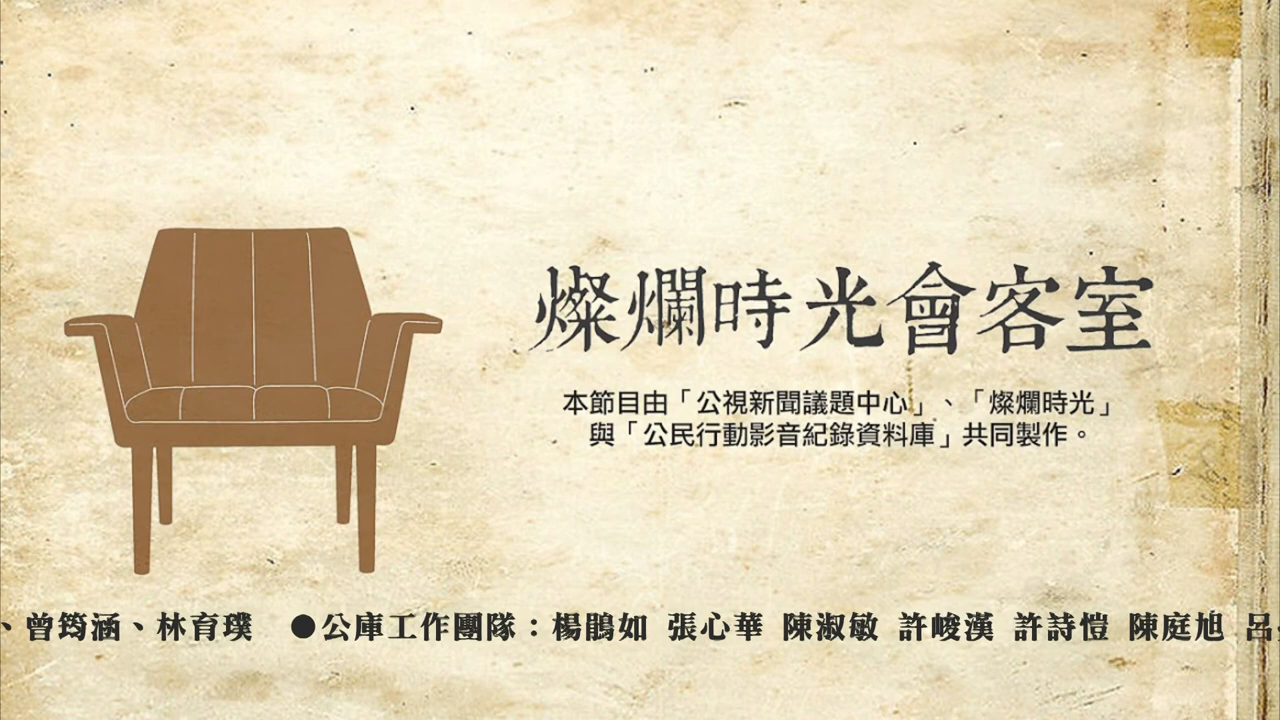 燦爛時光會客室
本節目由「公視新聞議題中心」、「燦爛時光」
與「公民行動影音紀錄資料庫」共同製作。
、曾筠涵、林育璞 ●公庫工作團隊：楊鵑如 張心華 陳淑敏 許峻漢 許詩愷 陳庭旭 呂